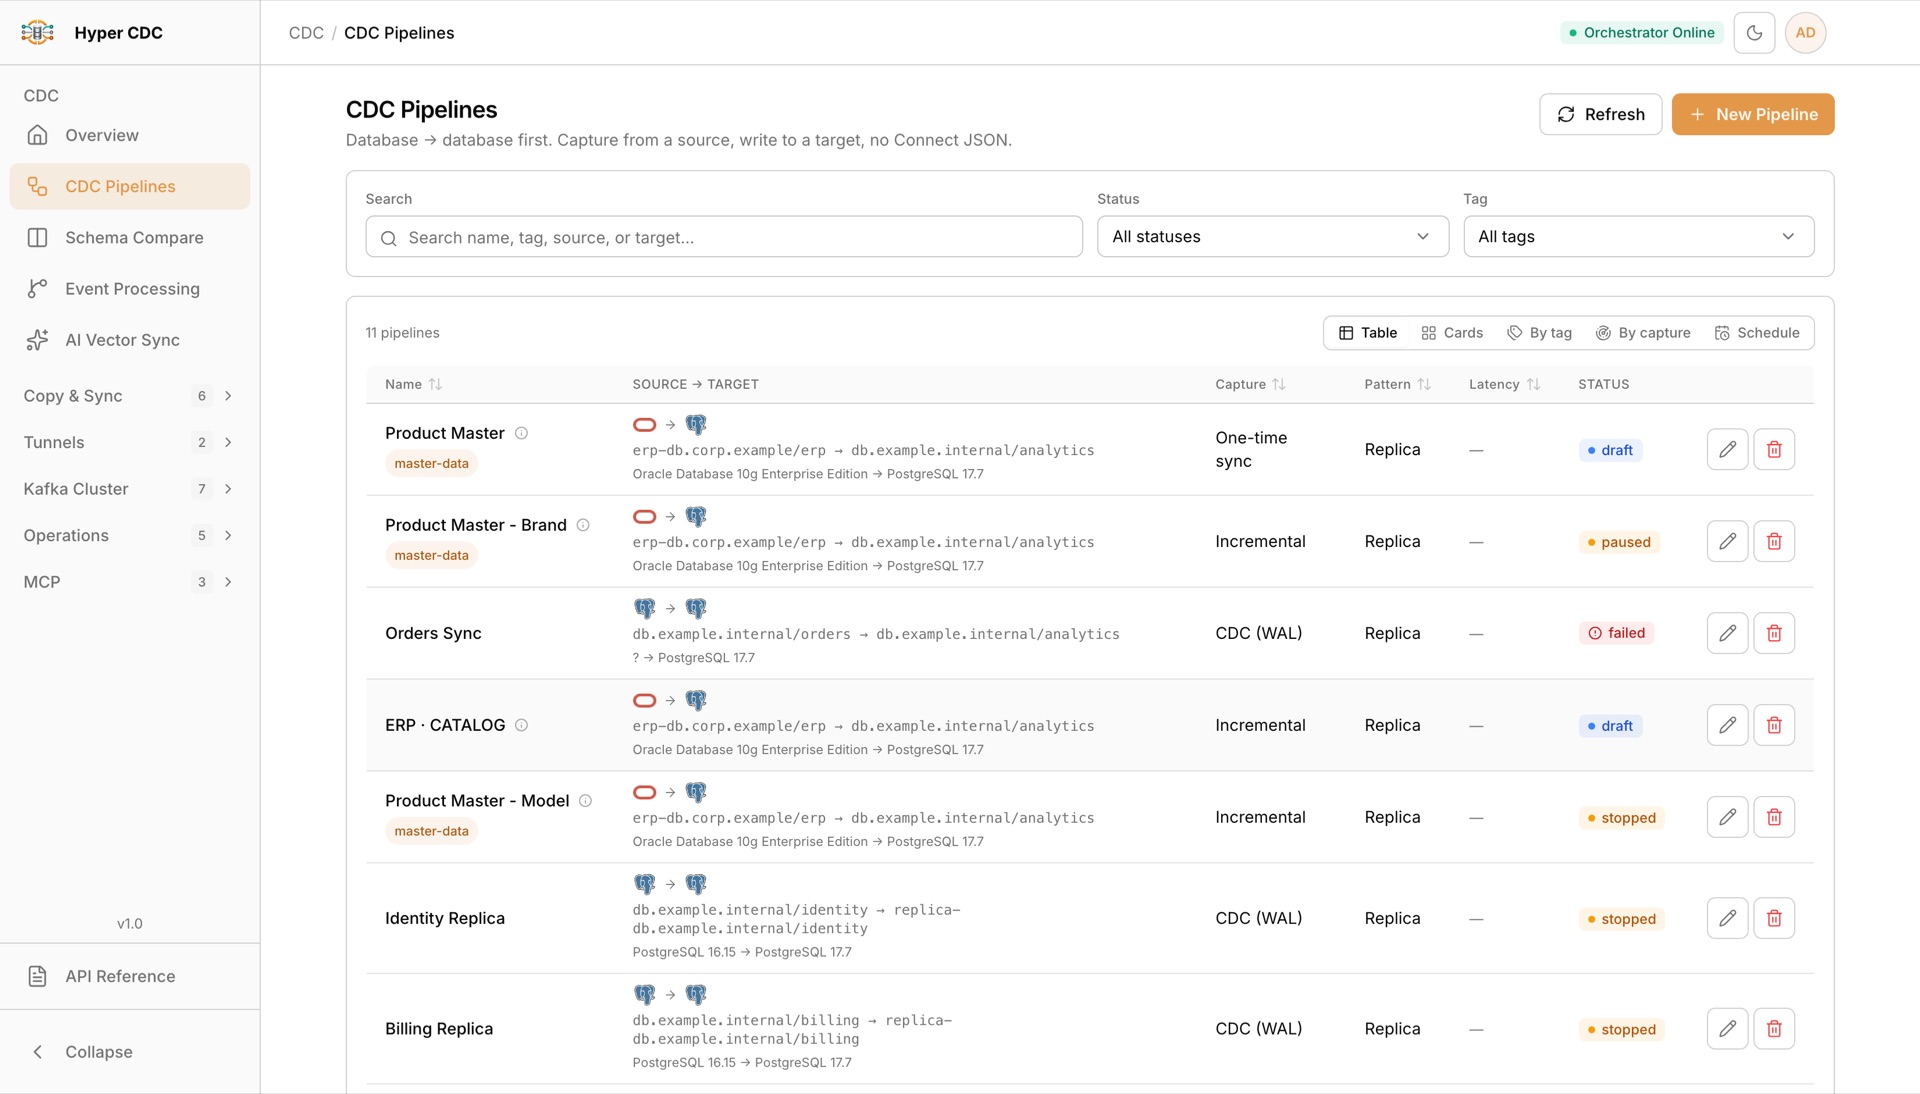 Hyper CDC
CDC / CDC Pipelines
Orchestrator Online
AD
CDC
Overview
CDC Pipelines
Schema Compare
Event Processing
AI Vector Sync
Copy & Sync 6
Tunnels 2
Kafka Cluster 7
Operations 5
MCP 3
v1.0
API Reference
Collapse
CDC Pipelines
Database → database first. Capture from a source, write to a target, no Connect JSON.
Refresh
+ New Pipeline
Search
Search name, tag, source, or target...
Status
All statuses
Tag
All tags
11 pipelines
Table Cards By tag By capture Schedule
Name SOURCE → TARGET Capture Pattern Latency STATUS
Product Master
master-data
→
erp-db.corp.example/erp → db.example.internal/analytics
Oracle Database 10g Enterprise Edition → PostgreSQL 17.7
One-time
sync
Replica
—
draft
Product Master - Brand
master-data
→
erp-db.corp.example/erp → db.example.internal/analytics
Oracle Database 10g Enterprise Edition → PostgreSQL 17.7
Incremental
Replica
—
paused
Orders Sync
→
db.example.internal/orders → db.example.internal/analytics
? → PostgreSQL 17.7
CDC (WAL)
Replica
—
failed
ERP · CATALOG
→
erp-db.corp.example/erp → db.example.internal/analytics
Oracle Database 10g Enterprise Edition → PostgreSQL 17.7
Incremental
Replica
—
draft
Product Master - Model
master-data
→
erp-db.corp.example/erp → db.example.internal/analytics
Oracle Database 10g Enterprise Edition → PostgreSQL 17.7
Incremental
Replica
—
stopped
Identity Replica
→
db.example.internal/identity → replica-
db.example.internal/identity
PostgreSQL 16.15 → PostgreSQL 17.7
CDC (WAL)
Replica
—
stopped
Billing Replica
→
db.example.internal/billing → replica-
db.example.internal/billing
PostgreSQL 16.15 → PostgreSQL 17.7
CDC (WAL)
Replica
—
stopped